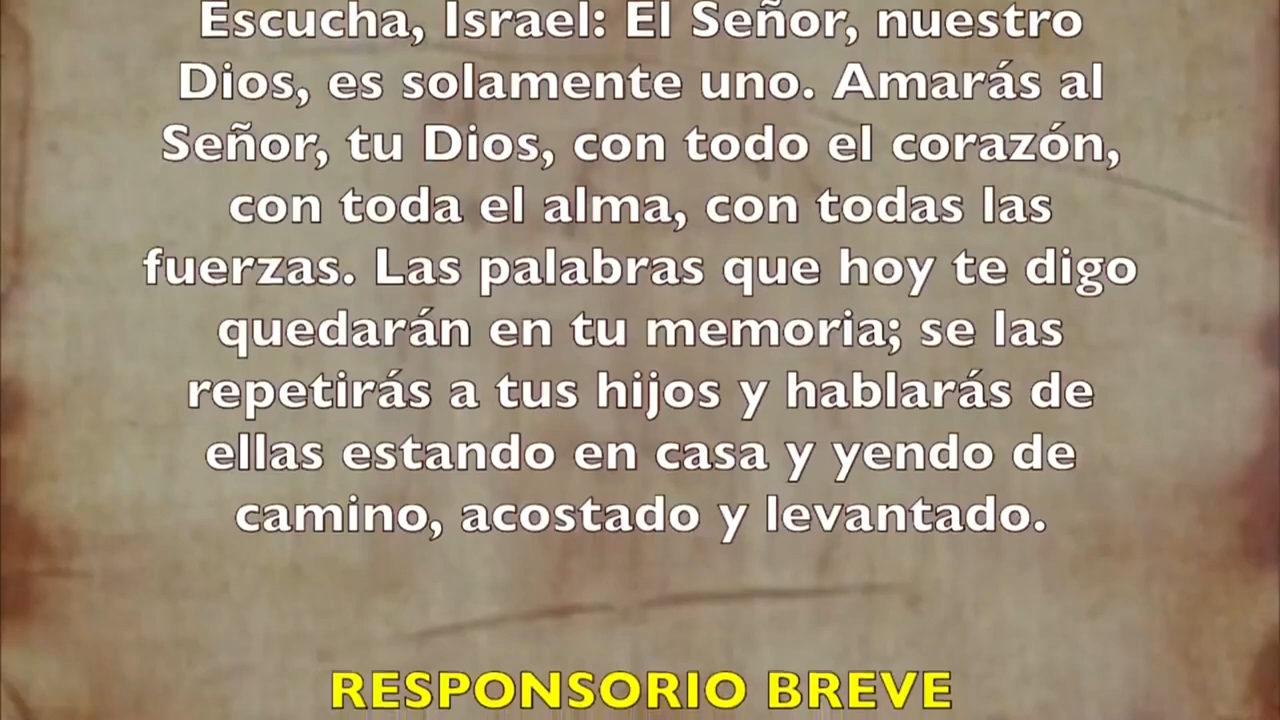 Escucha, Israel: El Señor, nuestro
Dios, es solamente uno. Amarás al
Señor, tu Dios, con todo el corazón,
con toda el alma, con todas las
fuerzas. Las palabras que hoy te digo
quedarán en tu memoria; se las
repetirás a tus hijos y hablarás de
ellas estando en casa y yendo de
camino, acostado y levantado.
RESPONSORIO BREVE